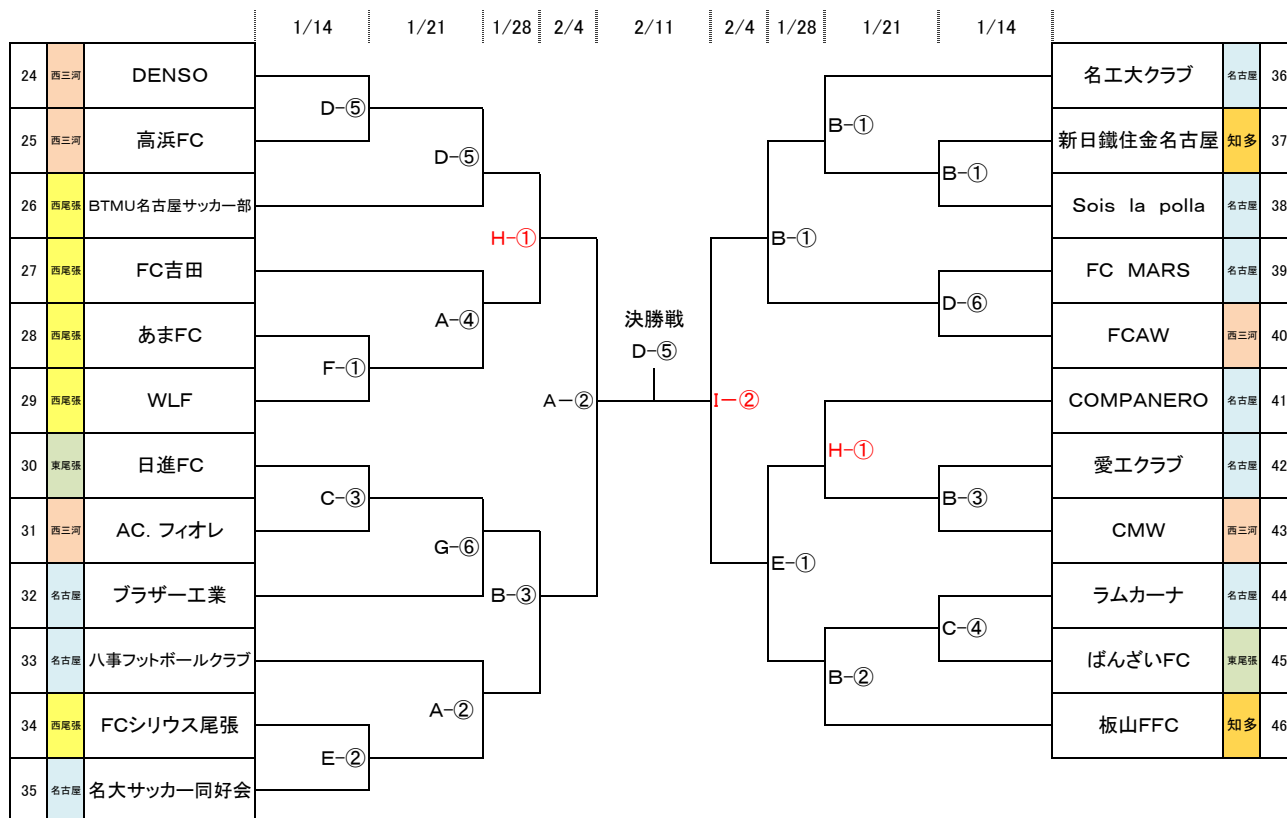 1/14 1/21 1/28 2/4 2/11 2/4 1/28 1/21 1/14
24 西三河 DENSO
25 西三河 高浜FC
26 西尾張 BTMU名古屋サッカー部
27 西尾張 FC吉田
28 西尾張 あまFC
29 西尾張 WLF
30 東尾張 日進FC
31 西三河 AC. フィオレ
32 名古屋 ブラザー工業
33 名古屋 八事フットボールクラブ
34 西尾張 FCシリウス尾張
35 名古屋 名大サッカー同好会
D-⑤
D-⑤
H-①
A-④
F-①
A-②
C-③
G-⑥
B-③
A-②
E-②
決勝戦
D-⑤
B-①
B-①
B-①
D-⑥
I-②
H-①
B-③
E-①
C-④
B-②
名工大クラブ 名古屋 36
新日鐵住金名古屋 知多 37
Sois la polla 名古屋 38
FC MARS 名古屋 39
FCAW 西三河 40
COMPANERO 名古屋 41
愛工クラブ 名古屋 42
CMW 西三河 43
ラムカーナ 名古屋 44
ばんざいFC 東尾張 45
板山FFC 知多 46